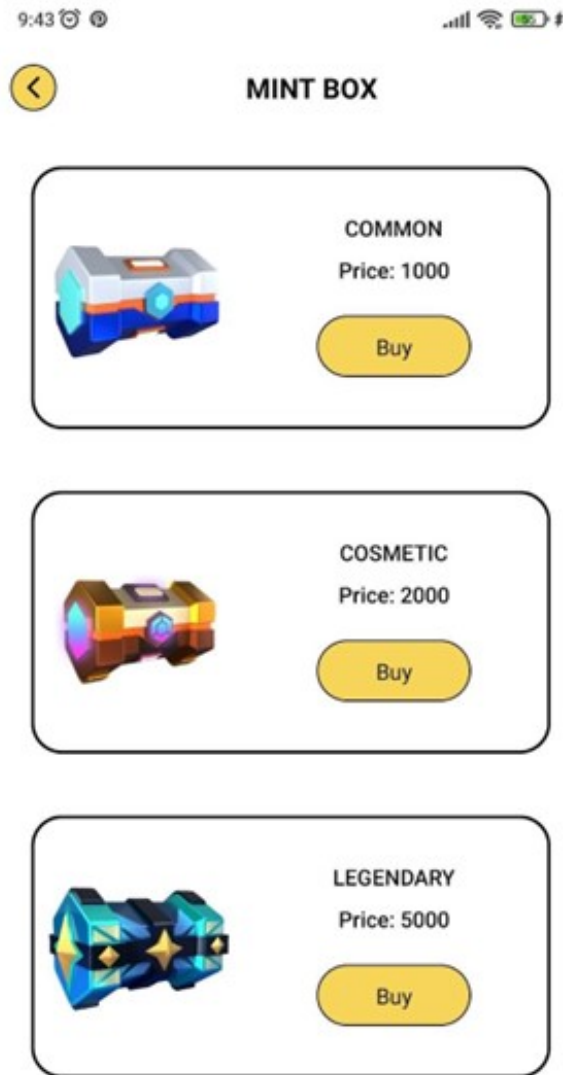 9:43
MINT BOX
COMMON
Price: 1000
Buy
COSMETIC
Price: 2000
Buy
LEGENDARY
Price: 5000
Buy